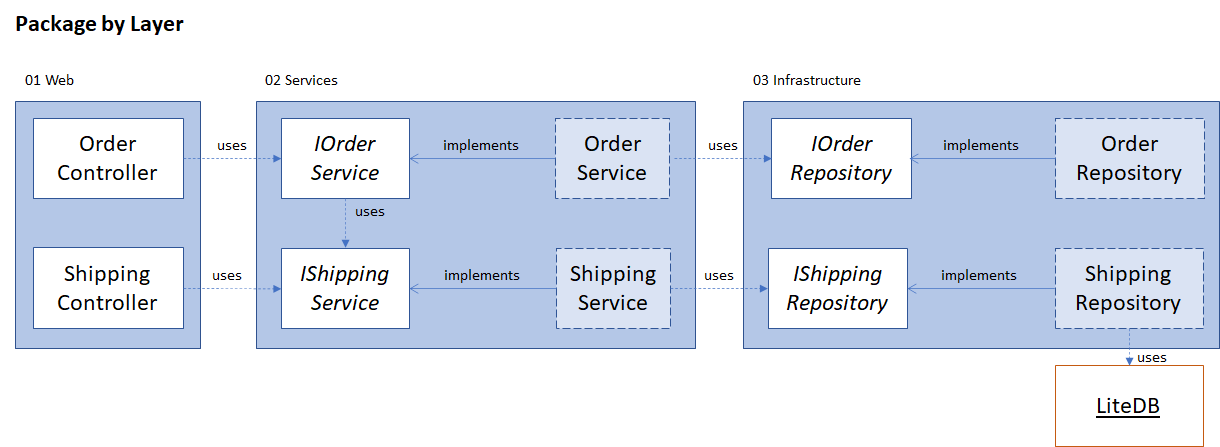 Package by Layer
01 Web
02 Services
03 Infrastructure
Order
Controller
uses
IOrder
Service
implements
Order
Service
uses
IOrder
Repository
implements
Order
Repository
uses
Shipping
Controller
uses
IShipping
Service
implements
Shipping
Service
uses
IShipping
Repository
implements
Shipping
Repository
uses
LiteDB